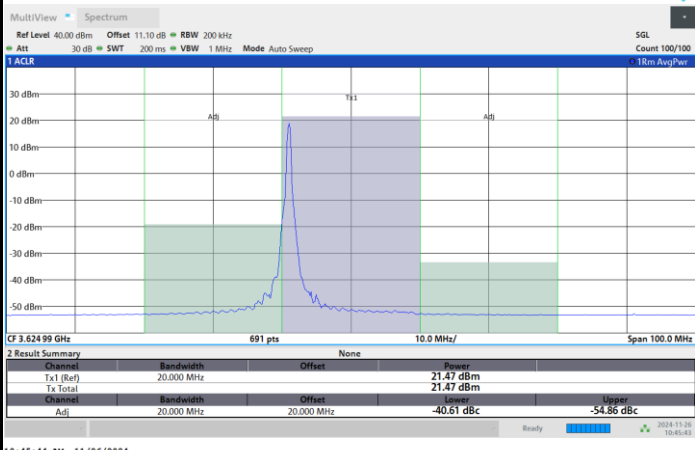 MultiView Spectrum
Ref Level 40.00 dBm Offset 11.10 dB RBW 200 kHz SGL
Att 30 dB SWT 200 ms VBW 1 MHz Mode Auto Sweep Count 100/100
1 ACLR 1Rm AvgPwr
30 dBm
Tx1
20 dBm
Adj Adj
10 dBm
0 dBm
-10 dBm
-20 dBm
-30 dBm
-40 dBm
-50 dBm
CF 3.62499 GHz 691 pts 10.0 MHz/ Span 100.0 MHz
2 Result Summary None
Channel Bandwidth Offset Power
Tx1 (Ref) 20.000 MHz 21.47 dBm
Tx Total 21.47 dBm
Channel Bandwidth Offset Lower Upper
Adj 20.000 MHz 20.000 MHz -40.61 dBc -54.86 dBc
Ready 2024-11-26
10:45:43